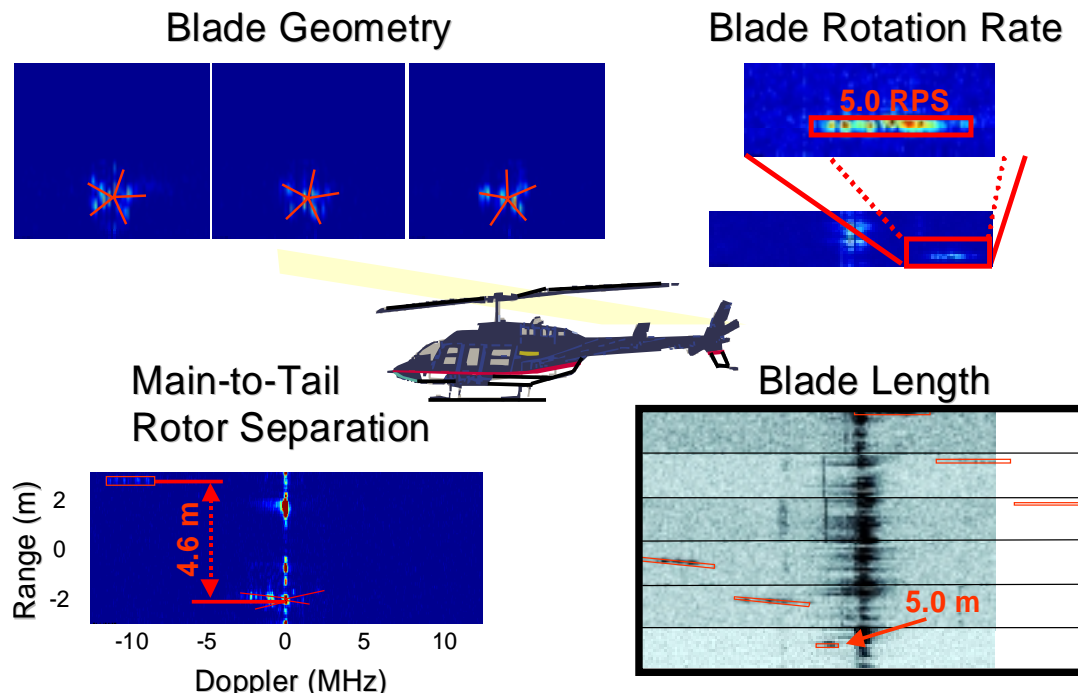 Blade Geometry
Blade Rotation Rate
5.0 RPS
Main-to-Tail
Rotor Separation
Blade Length
Range (m)
2
0
-2
4.6 m
-10
-5
0
5
10
Doppler (MHz)
5.0 m